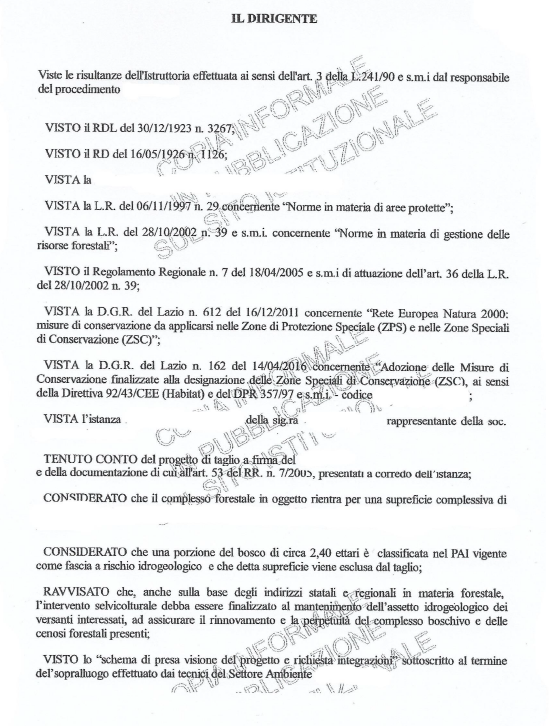 IL DIRIGENTE
Viste le risultanze dell'Istruttoria effettuata ai sensi dell'art. 3 della L.241/90 e s.m.i dal responsabile
del procedimento
VISTO il RDL del 30/12/1923 n. 3267;
VISTO il RD del 16/05/1926 n. 1126;
VISTA la
VISTA la L.R. del 06/11/1997 n. 29 concernente “Norme in materia di aree protette”;
VISTA la L.R. del 28/10/2002 n. 39 e s.m.i. concernente “Norme in materia di gestione delle
risorse forestali”;
VISTO il Regolamento Regionale n. 7 del 18/04/2005 e s.m.i di attuazione dell’art. 36 della L.R.
del 28/10/2002 n. 39;
VISTA la D.G.R. del Lazio n. 612 del 16/12/2011 concernente “Rete Europea Natura 2000:
misure di conservazione da applicarsi nelle Zone di Protezione Speciale (ZPS) e nelle Zone Speciali
di Conservazione (ZSC)”;
VISTA la D.G.R. del Lazio n. 162 del 14/04/2016 concernente “Adozione delle Misure di
Conservazione finalizzate alla designazione delle Zone Speciali di Conservazione (ZSC), ai sensi
della Direttiva 92/43/CEE (Habitat) e del DPR 357/97 e s.m.i. - codice ;
VISTA l’istanza della sig.ra rappresentante della soc.
TENUTO CONTO del progetto di taglio a firma del
e della documentazione di cui all'art. 53 del RR. n. 7/2005, presentati a corredo dell’istanza;
CONSIDERATO che il complesso forestale in oggetto rientra per una supreficie complessiva di
CONSIDERATO che una porzione del bosco di circa 2,40 ettari è classificata nel PAI vigente
come fascia a rischio idrogeologico e che detta supreficie viene esclusa dal taglio;
RAVVISATO che, anche sulla base degli indirizzi statali e regionali in materia forestale,
l’intervento selvicolturale debba essere finalizzato al mantenimento dell’assetto idrogeologico dei
versanti interessati, ad assicurare il rinnovamento e la perpetuità del complesso boschivo e delle
cenosi forestali presenti;
VISTO lo “schema di presa visione del progetto e richiesta integrazioni” sottoscritto al termine
del’sopralluogo effettuato dai tecnici del Settore Ambiente
COPIA INFORMALE
IN PUBBLICAZIONE
SUL SITO ISTITUZIONALE
COPIA INFORMALE
IN PUBBLICAZIONE
SUL SITO ISTIT
COPIA INFORMALE
IN PUBBLICAZIONE